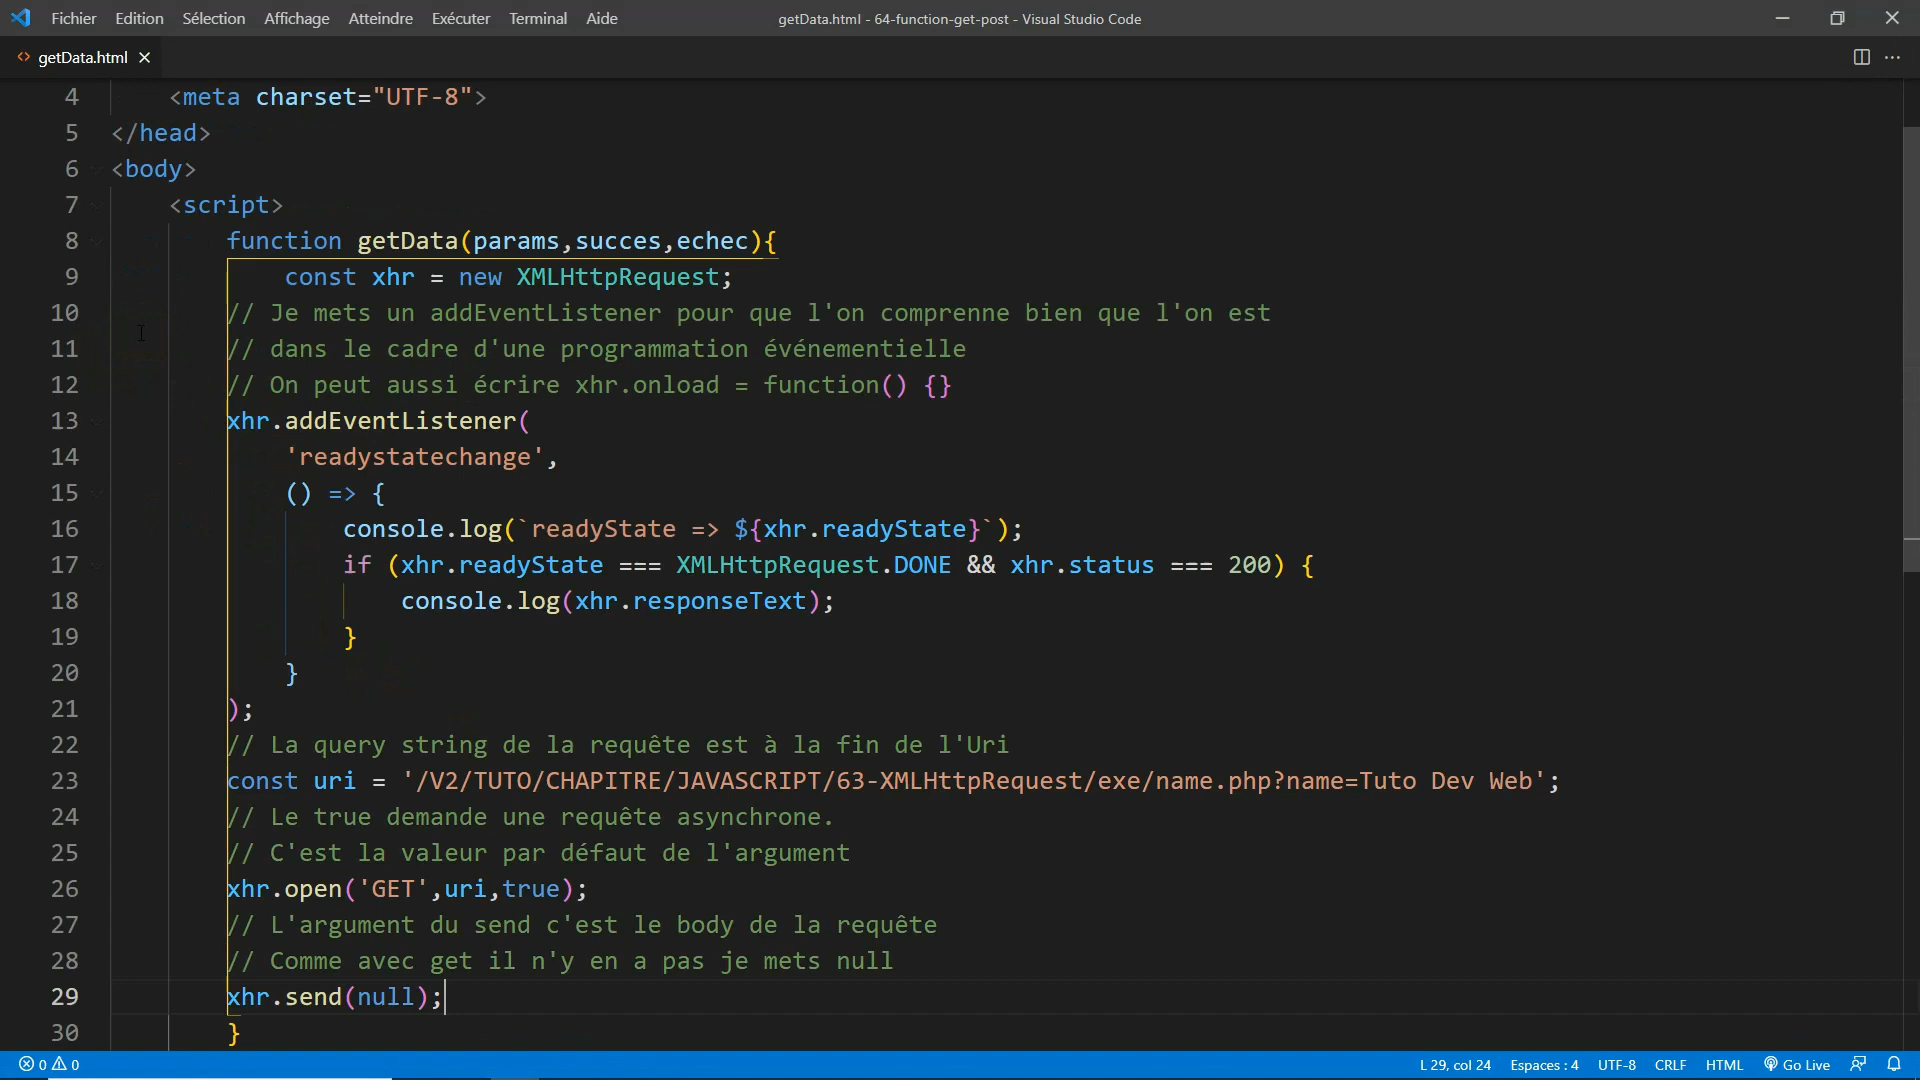 Fichier Edition Sélection Affichage Atteindre Exécuter Terminal Aide getData.html - 64-function-get-post - Visual Studio Code
getData.html
4 <meta charset="UTF-8">
5 </head>
6 <body>
7 <script>
8 function getData(params,succes,echec){
9 const xhr = new XMLHttpRequest;
10 // Je mets un addEventListener pour que l'on comprenne bien que l'on est
11 // dans le cadre d'une programmation événementielle
12 // On peut aussi écrire xhr.onload = function() {}
13 xhr.addEventListener(
14 'readystatechange',
15 () => {
16 console.log(`readyState => ${xhr.readyState}`);
17 if (xhr.readyState === XMLHttpRequest.DONE && xhr.status === 200) {
18 console.log(xhr.responseText);
19 }
20 }
21 );
22 // La query string de la requête est à la fin de l'Uri
23 const uri = '/V2/TUTO/CHAPITRE/JAVASCRIPT/63-XMLHttpRequest/exe/name.php?name=Tuto Dev Web';
24 // Le true demande une requête asynchrone.
25 // C'est la valeur par défaut de l'argument
26 xhr.open('GET',uri,true);
27 // L'argument du send c'est le body de la requête
28 // Comme avec get il n'y en a pas je mets null
29 xhr.send(null);
30 }
0 0 L 29, col 24 Espaces : 4 UTF-8 CRLF HTML Go Live